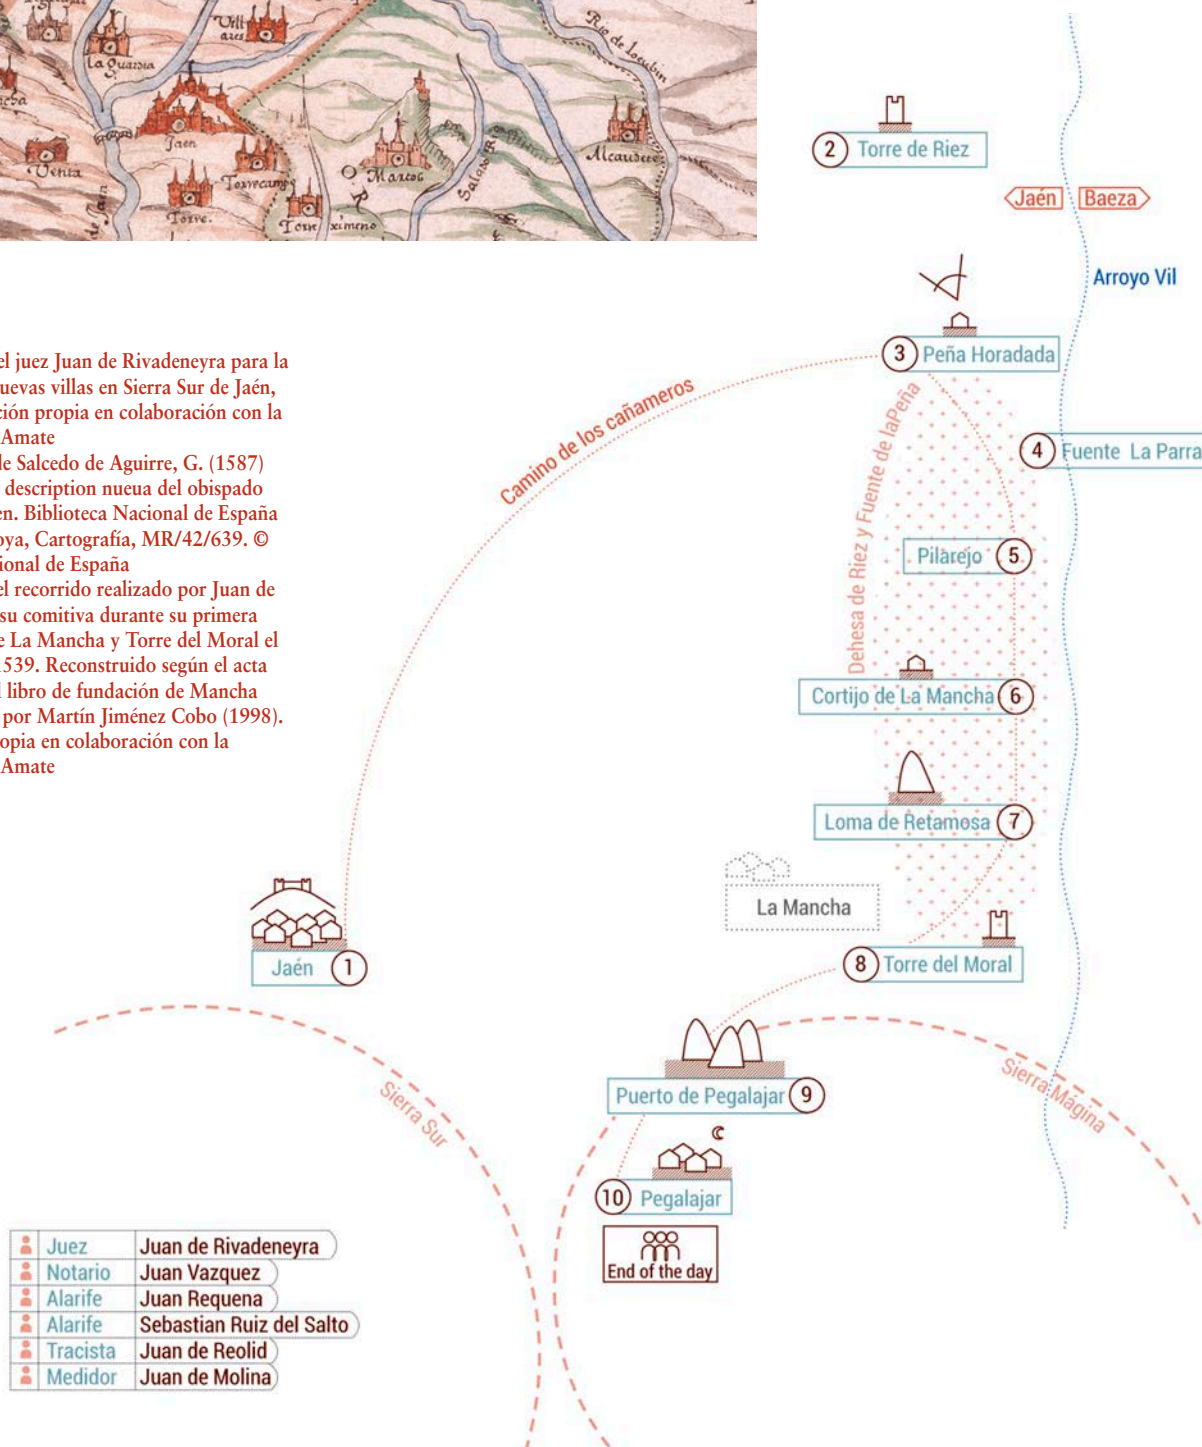 Villares
la Guardia
Rio de locubin
Jaen
Venta
Torrecampo
Torre.
Torre ximeno
O R
Martos
Salado R.
Alcaudete
de Jaen
el juez Juan de Rivadeneyra para la
uevas villas en Sierra Sur de Jaén,
ción propia en colaboración con la
Amate
le Salcedo de Aguirre, G. (1587)
description nueua del obispado
en. Biblioteca Nacional de España
oya, Cartografía, MR/42/639. ©
ional de España
el recorrido realizado por Juan de
su comitiva durante su primera
e La Mancha y Torre del Moral el
1539. Reconstruido según el acta
l libro de fundación de Mancha
por Martín Jiménez Cobo (1998).
opia en colaboración con la
Amate
2 Torre de Riez
Jaén Baeza
Arroyo Vil
3 Peña Horadada
Camino de los cañameros
Dehesa de Riez y Fuente de laPeña
4 Fuente La Parra
Pilarejo 5
Cortijo de La Mancha 6
Loma de Retamosa 7
La Mancha
8 Torre del Moral
Jaén 1
Sierra Sur
Sierra Mágina
Puerto de Pegalajar 9
10 Pegalajar
End of the day
Juez Juan de Rivadeneyra
Notario Juan Vazquez
Alarife Juan Requena
Alarife Sebastian Ruiz del Salto
Tracista Juan de Reolid
Medidor Juan de Molina